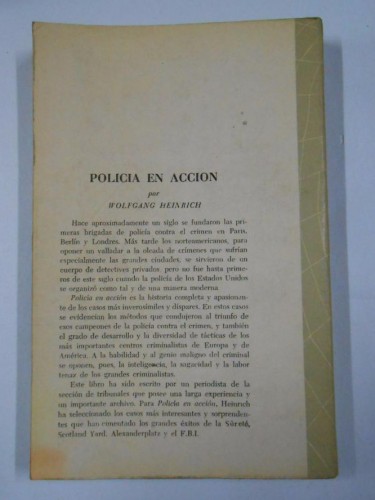 POLICIA EN ACCION
por
WOLFGANG HEINRICH
Hace aproximadamente un siglo se fundaron las pri-
meras brigadas de policía contra el crimen en París,
Berlín y Londres. Más tarde los norteamericanos, para
oponer un valladar a la oleada de crímenes que sufrían
especialmente las grandes ciudades, se sirvieron de un
cuerpo de detectives privados, pero no fue hasta prime-
ros de este siglo cuando la policía de los Estados Unidos
se organizó como tal y de una manera moderna.
Policía en acción es la historia completa y apasionan-
te de los casos más inverosímiles y dispares. En estos casos
se evidencian los métodos que condujeron al triunfo de
esos campeones de la policía contra el crimen, y también
el grado de desarrollo y la diversidad de tácticas de los
más importantes centros criminalistas de Europa y de
América. A la habilidad y al genio maligno del criminal
se oponen, pues, la inteligencia, la sagacidad y la labor
tenaz de los grandes criminalistas.
Este libro ha sido escrito por un periodista de la
sección de tribunales que posee una larga experiencia y
un importante archivo. Para Policía en acción, Heinrich
ha seleccionado los casos más interesantes y sorprenden-
tes que han cimentado los grandes éxitos de la Sûreté,
Scotland Yard, Alexanderplatz y el F.B.I.